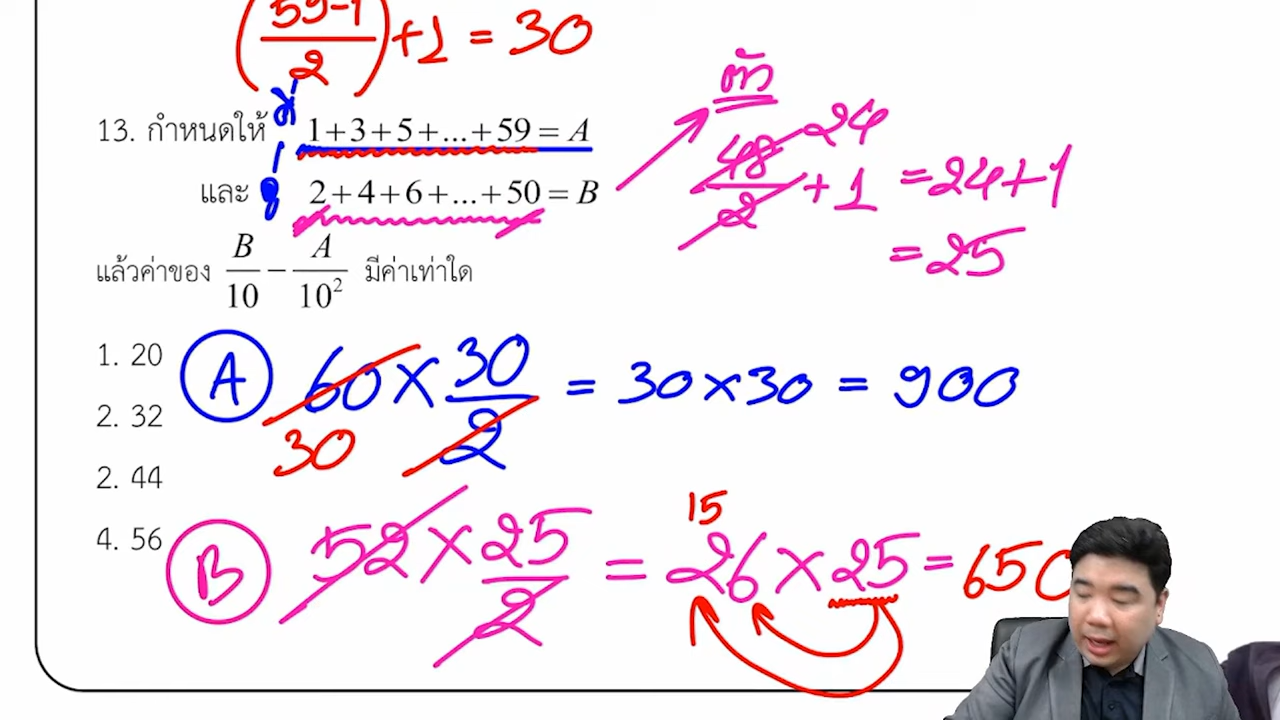 (59-1/2)+1 = 30
ตัว
13. กำหนดให้ 1+3+5+...+59 = A
48/2 + 1 = 24+1
24
และ 2+4+6+...+50 = B
= 25
แล้วค่าของ B/10 − A/10² มีค่าเท่าใด
1. 20
A 60 × 30/2 = 30×30 = 900
30
2. 32
2. 44
4. 56
15
B 52 × 25/2 = 26 × 25 = 650